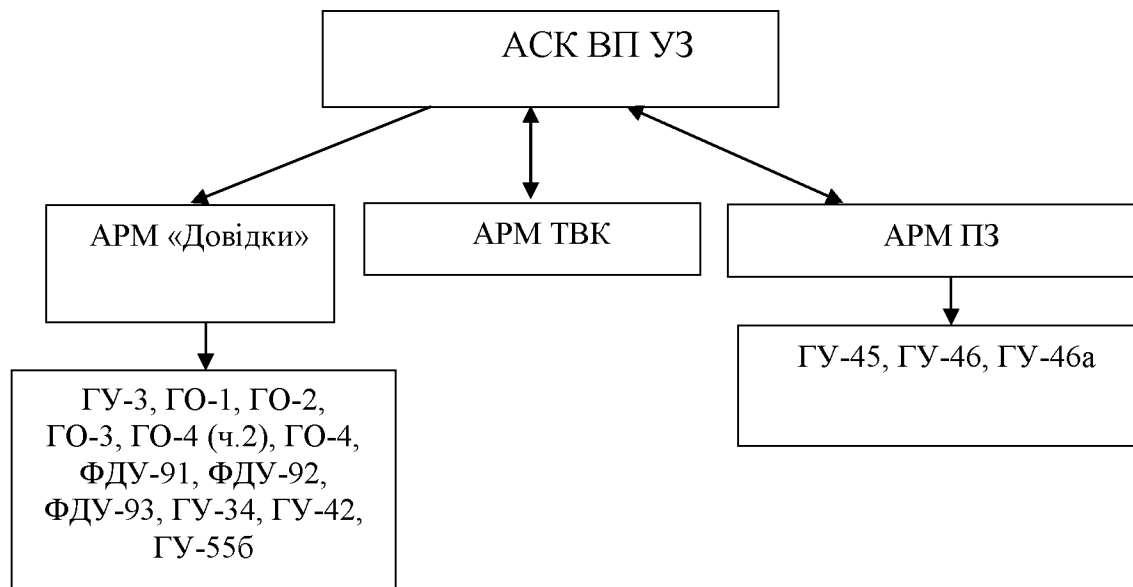 АСК ВП УЗ
АРМ «Довідки»
АРМ ТВК
АРМ ПЗ
ГУ-45, ГУ-46, ГУ-46а
ГУ-3, ГО-1, ГО-2,
ГО-3, ГО-4 (ч.2), ГО-4,
ФДУ-91, ФДУ-92,
ФДУ-93, ГУ-34, ГУ-42,
ГУ-55б